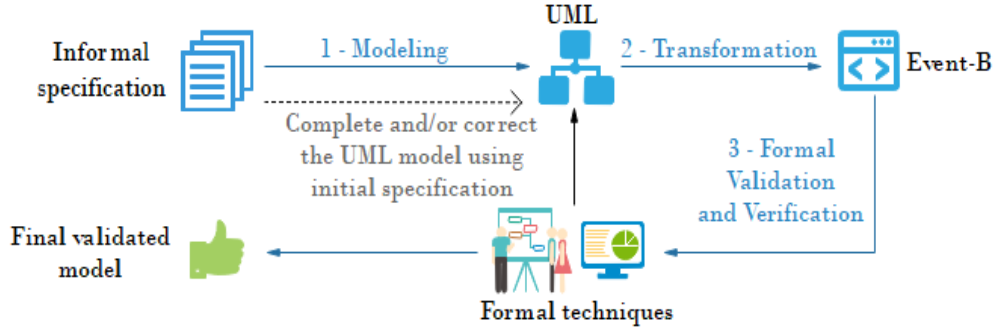 UML
Informal
specification
1 - Modeling
2 - Transformation
Event-B
Complete and/or correct
the UML model using
initial specification
3 - Formal
Validation
and Verification
Final validated
model
Formal techniques